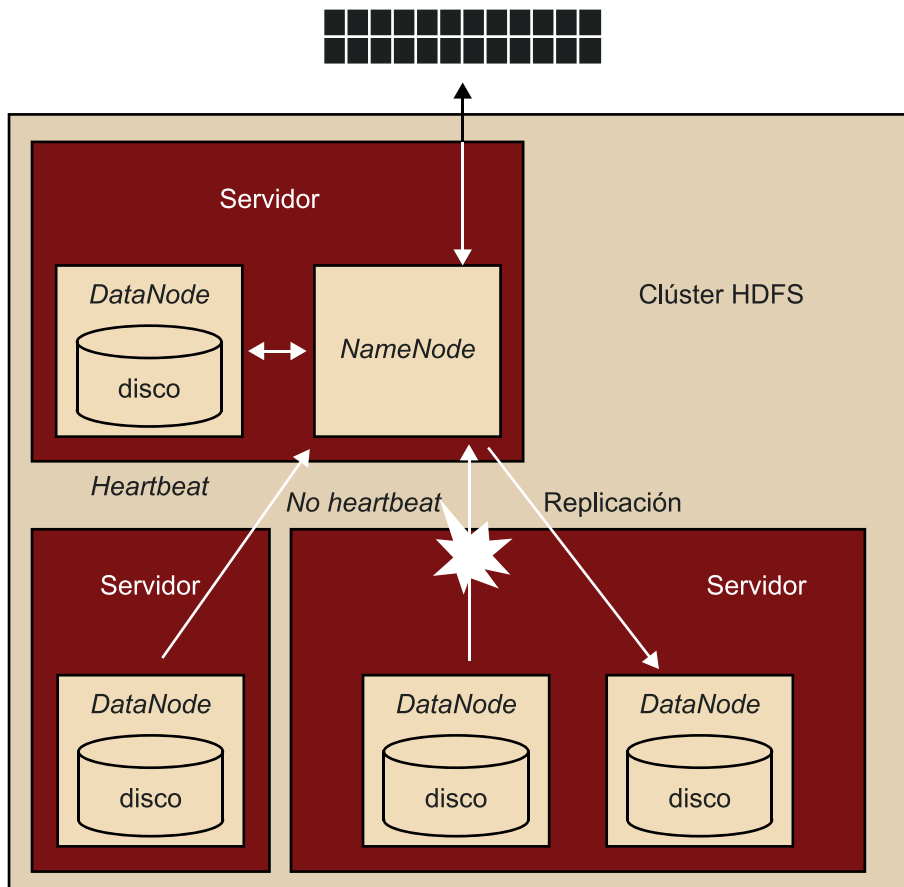 Servidor
DataNode
disco
NameNode
Clúster HDFS
Heartbeat
No heartbeat
Replicación
Servidor
DataNode
disco
Servidor
DataNode
disco
DataNode
disco